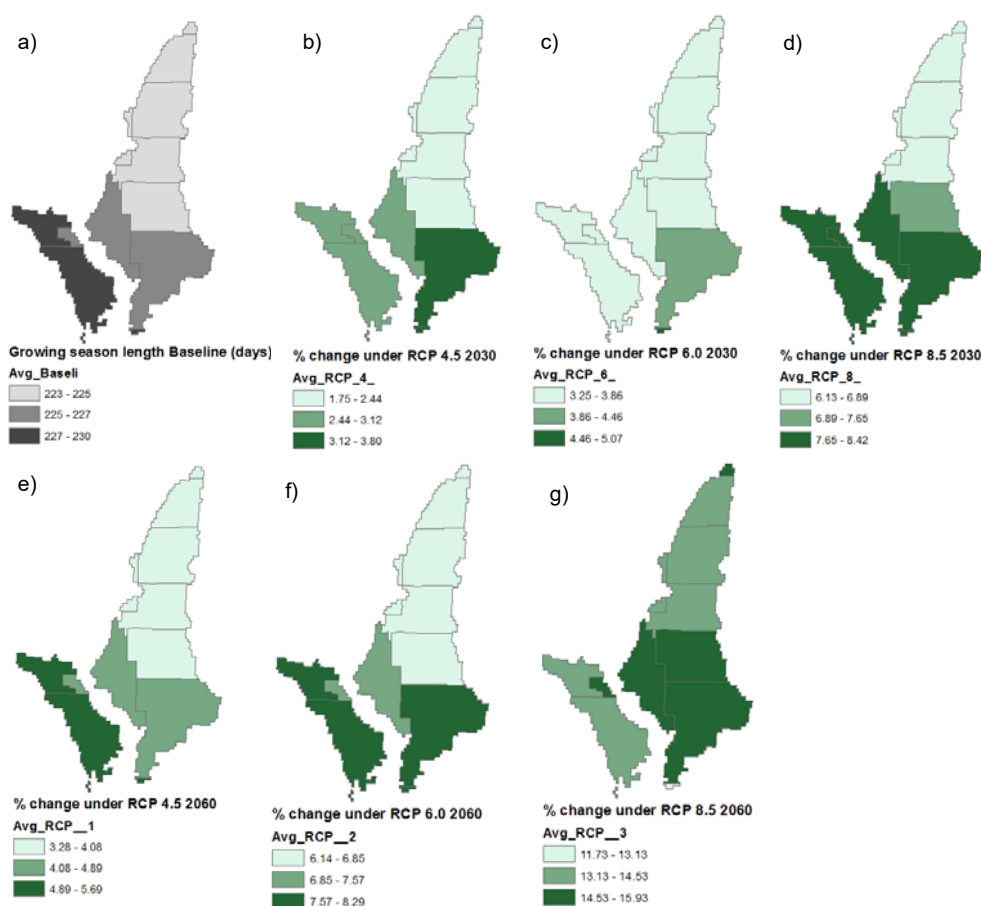 a)
b)
c)
d)
Growing season length Baseline (days)
Avg_Baseli
223 - 225
225 - 227
227 - 230
% change under RCP 4.5 2030
Avg_RCP_4_
1.75 - 2.44
2.44 - 3.12
3.12 - 3.80
% change under RCP 6.0 2030
Avg_RCP_6_
3.25 - 3.86
3.86 - 4.46
4.46 - 5.07
% change under RCP 8.5 2030
Avg_RCP_8_
6.13 - 6.89
6.89 - 7.65
7.65 - 8.42
e)
f)
g)
% change under RCP 4.5 2060
Avg_RCP__1
3.28 - 4.08
4.08 - 4.89
4.89 - 5.69
% change under RCP 6.0 2060
Avg_RCP__2
6.14 - 6.85
6.85 - 7.57
7.57 - 8.29
% change under RCP 8.5 2060
Avg_RCP__3
11.73 - 13.13
13.13 - 14.53
14.53 - 15.93